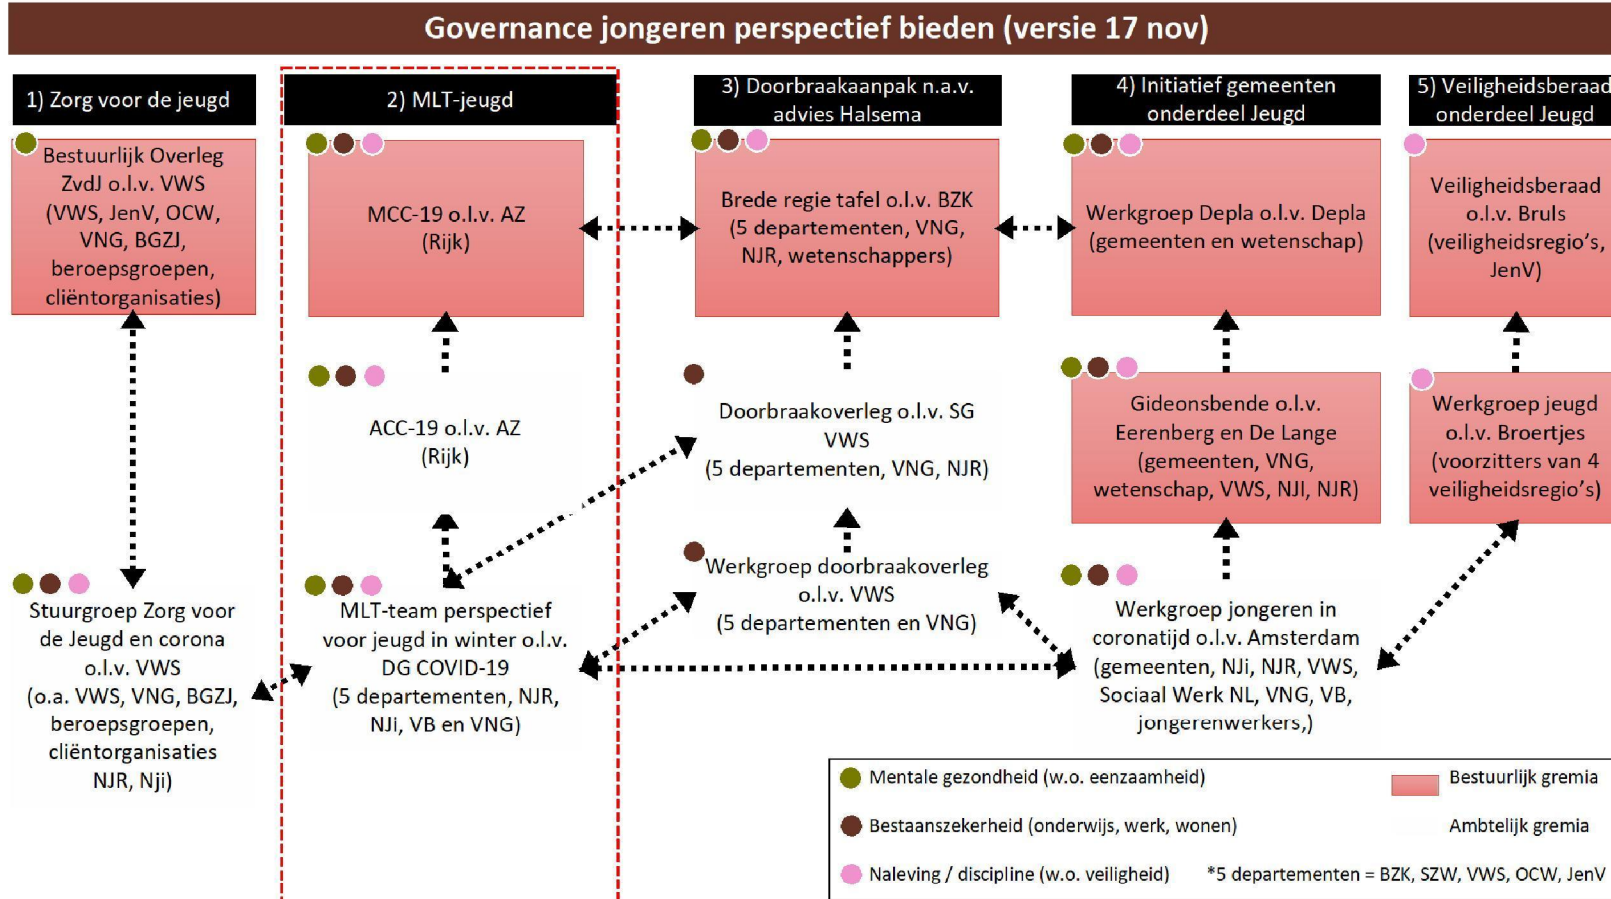 Governance jongeren perspectief bieden (versie 17 nov)
1) Zorg voor de jeugd
Bestuurlijk Overleg
ZvdJ o.l.v. VWS
(VWS, JenV, OCW,
VNG, BGZJ,
beroepsgroepen,
cliëntorganisaties)
Stuurgroep Zorg voor
de Jeugd en corona
o.l.v. VWS
(o.a. VWS, VNG, BGZJ,
beroepsgroepen,
cliëntorganisaties
NJR, Nji)
2) MLT-jeugd
MCC-19 o.l.v. AZ
(Rijk)
ACC-19 o.l.v. AZ
(Rijk)
MLT-team perspectief
voor jeugd in winter o.l.v.
DG COVID-19
(5 departementen, NJR,
NJi, VB en VNG)
3) Doorbraakaanpak n.a.v.
advies Halsema
Brede regie tafel o.l.v. BZK
(5 departementen, VNG,
NJR, wetenschappers)
Doorbraakoverleg o.l.v. SG
VWS
(5 departementen, VNG, NJR)
Werkgroep doorbraakoverleg
o.l.v. VWS
(5 departementen en VNG)
4) Initiatief gemeenten
onderdeel Jeugd
Werkgroep Depla o.l.v. Depla
(gemeenten en wetenschap)
Gideonsbende o.l.v.
Eerenberg en De Lange
(gemeenten, VNG,
wetenschap, VWS, NJI, NJR)
Werkgroep jongeren in
coronatijd o.l.v. Amsterdam
(gemeenten, NJi, NJR, VWS,
Sociaal Werk NL, VNG, VB,
jongerenwerkers,)
5) Veiligheidsberaad
onderdeel Jeugd
Veiligheidsberaad
o.l.v. Bruls
(veiligheidsregio's,
JenV)
Werkgroep jeugd
o.l.v. Broertjes
(voorzitters van 4
veiligheidsregio's)
Mentale gezondheid (w.o. eenzaamheid)
Bestuurlijk gremia
Bestaanszekerheid (onderwijs, werk, wonen)
Ambtelijk gremia
Naleving / discipline (w.o. veiligheid)
*5 departementen = BZK, SZW, VWS, OCW, JenV